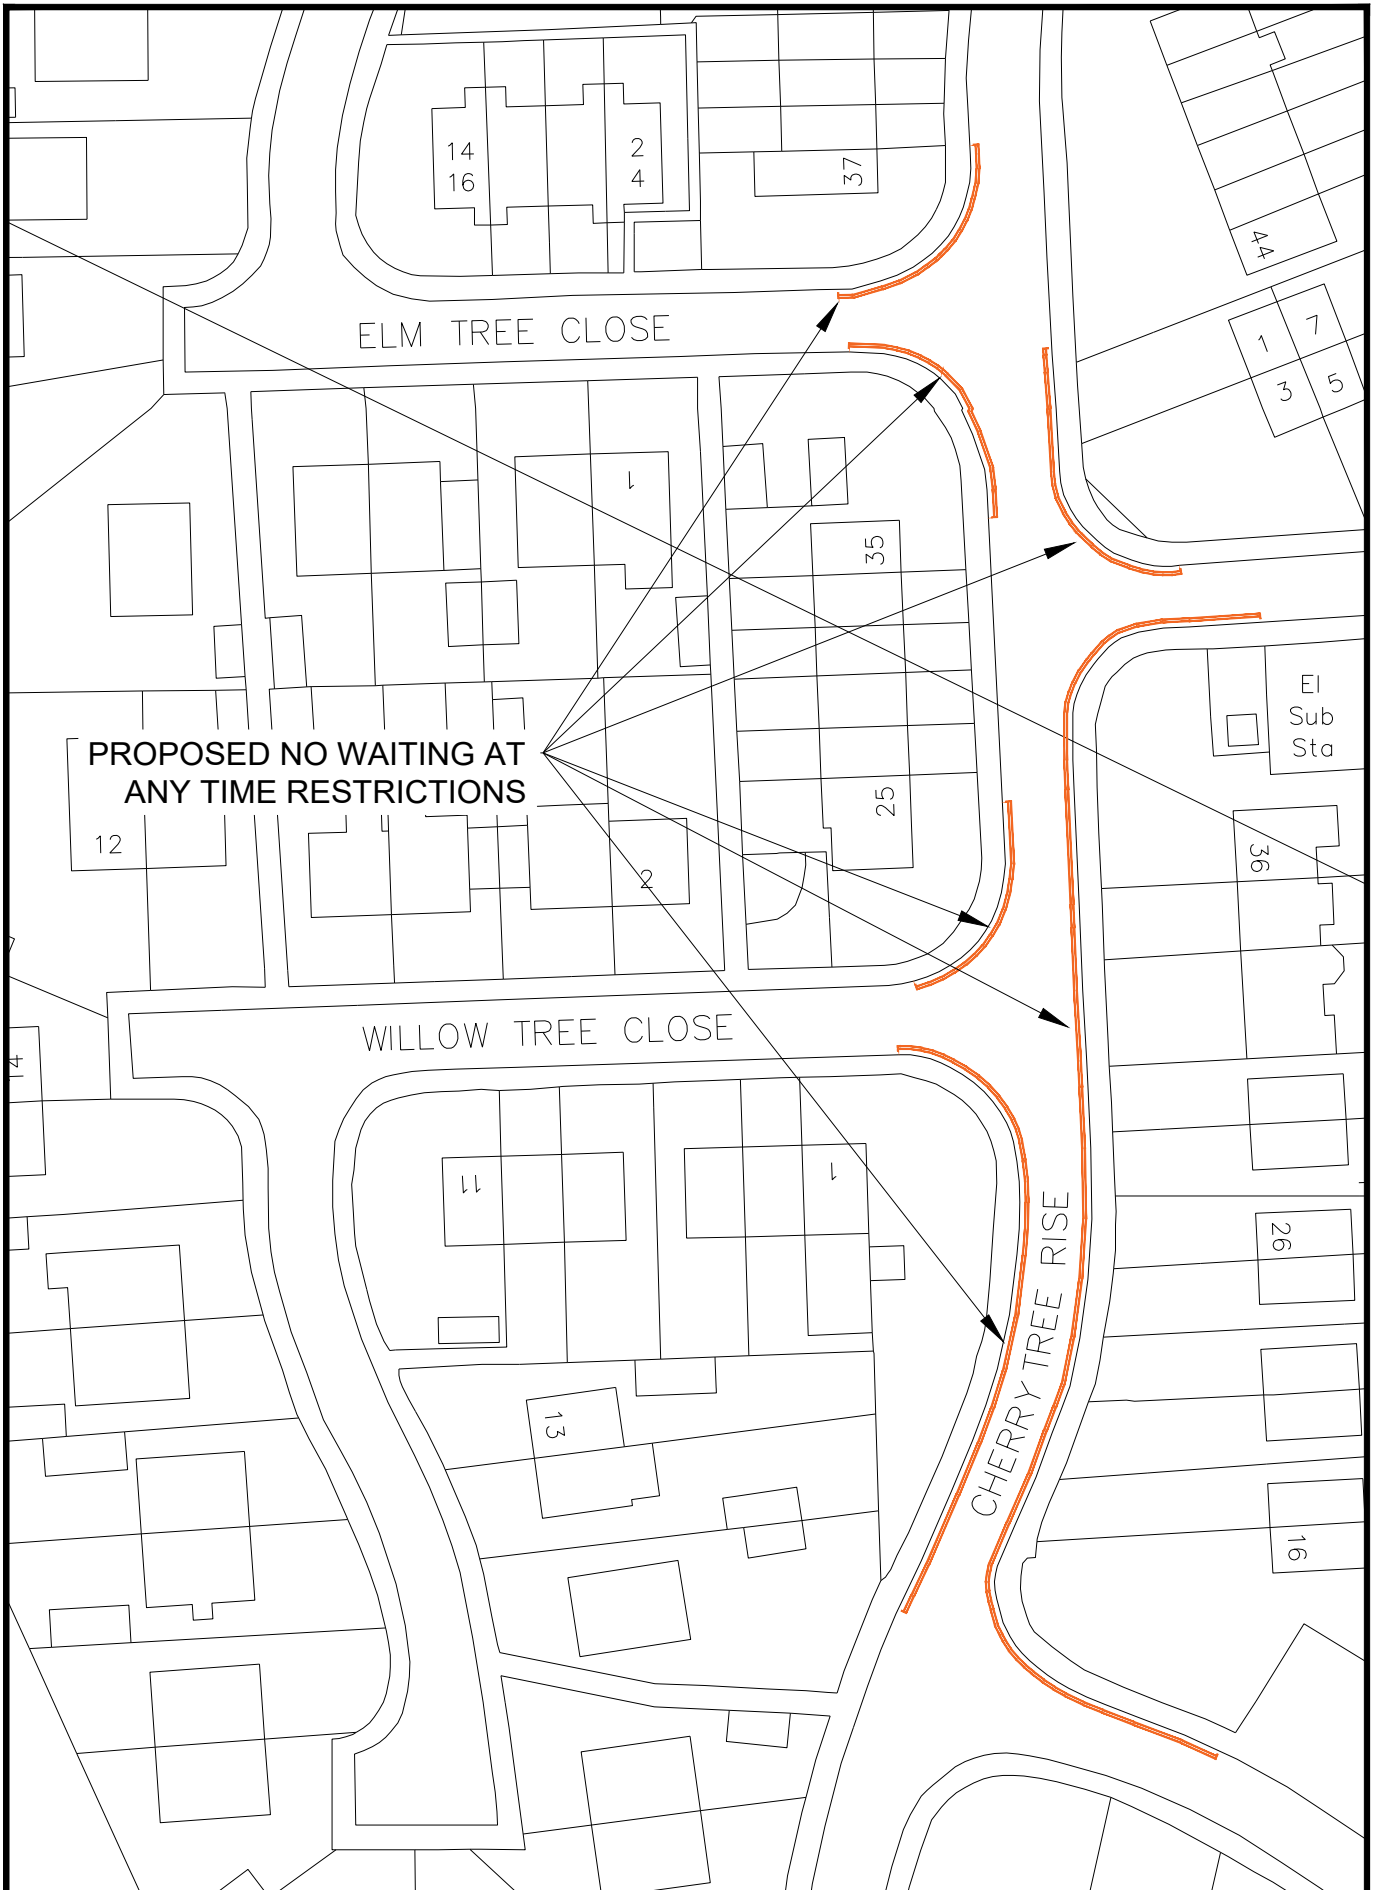 14
16
2
4
37
44
ELM TREE CLOSE
1
7
3
5
1
35
El
Sub
Sta
PROPOSED NO WAITING AT
ANY TIME RESTRICTIONS
12
25
36
2
WILLOW TREE CLOSE
14
11
1
CHERRY TREE RISE
26
13
16